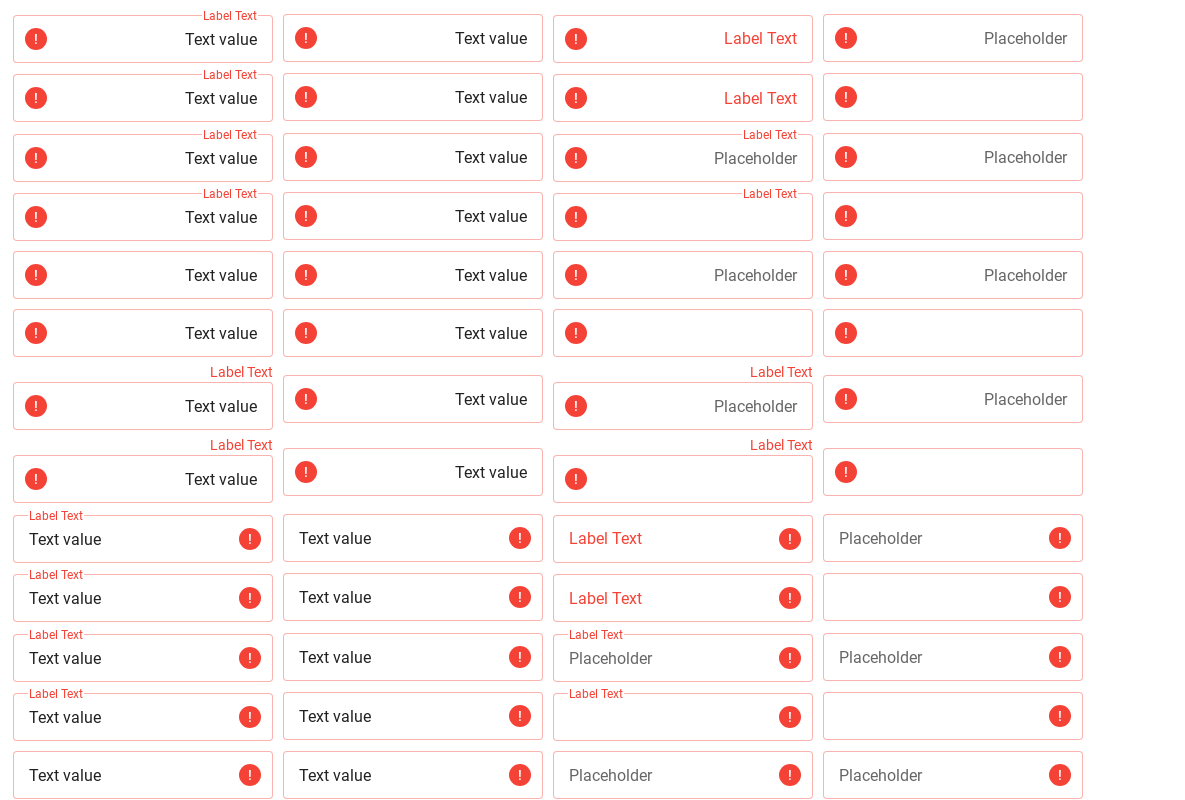 Label Text
! Text value ! Text value ! Label Text ! Placeholder
Label Text
! Text value ! Text value ! Label Text !
Label Text Label Text
! Text value ! Text value ! Placeholder ! Placeholder
Label Text Label Text
! Text value ! Text value ! !
! Text value ! Text value ! Placeholder ! Placeholder
! Text value ! Text value ! !
Label Text Label Text
! Text value ! Text value ! Placeholder ! Placeholder
Label Text Label Text
! Text value ! Text value ! !
Label Text
Text value ! Text value ! Label Text ! Placeholder !
Label Text
Text value ! Text value ! Label Text ! !
Label Text Label Text
Text value ! Text value ! Placeholder ! Placeholder !
Label Text Label Text
Text value ! Text value ! ! !
Text value ! Text value ! Placeholder ! Placeholder !